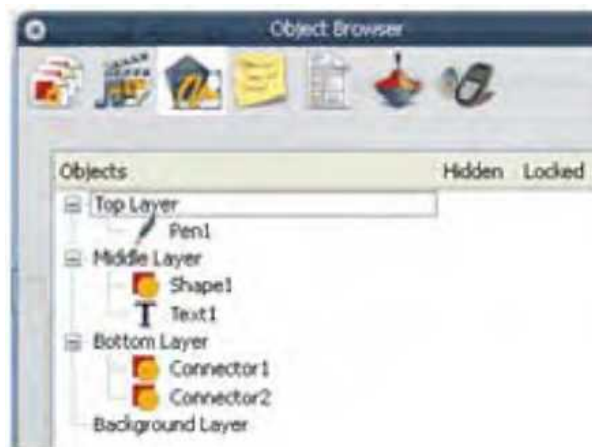 Object Browser
Objects Hidden Locked
Top Layer
Pen1
Middle Layer
Shape1
Text1
Bottom Layer
Connector1
Connector2
Background Layer